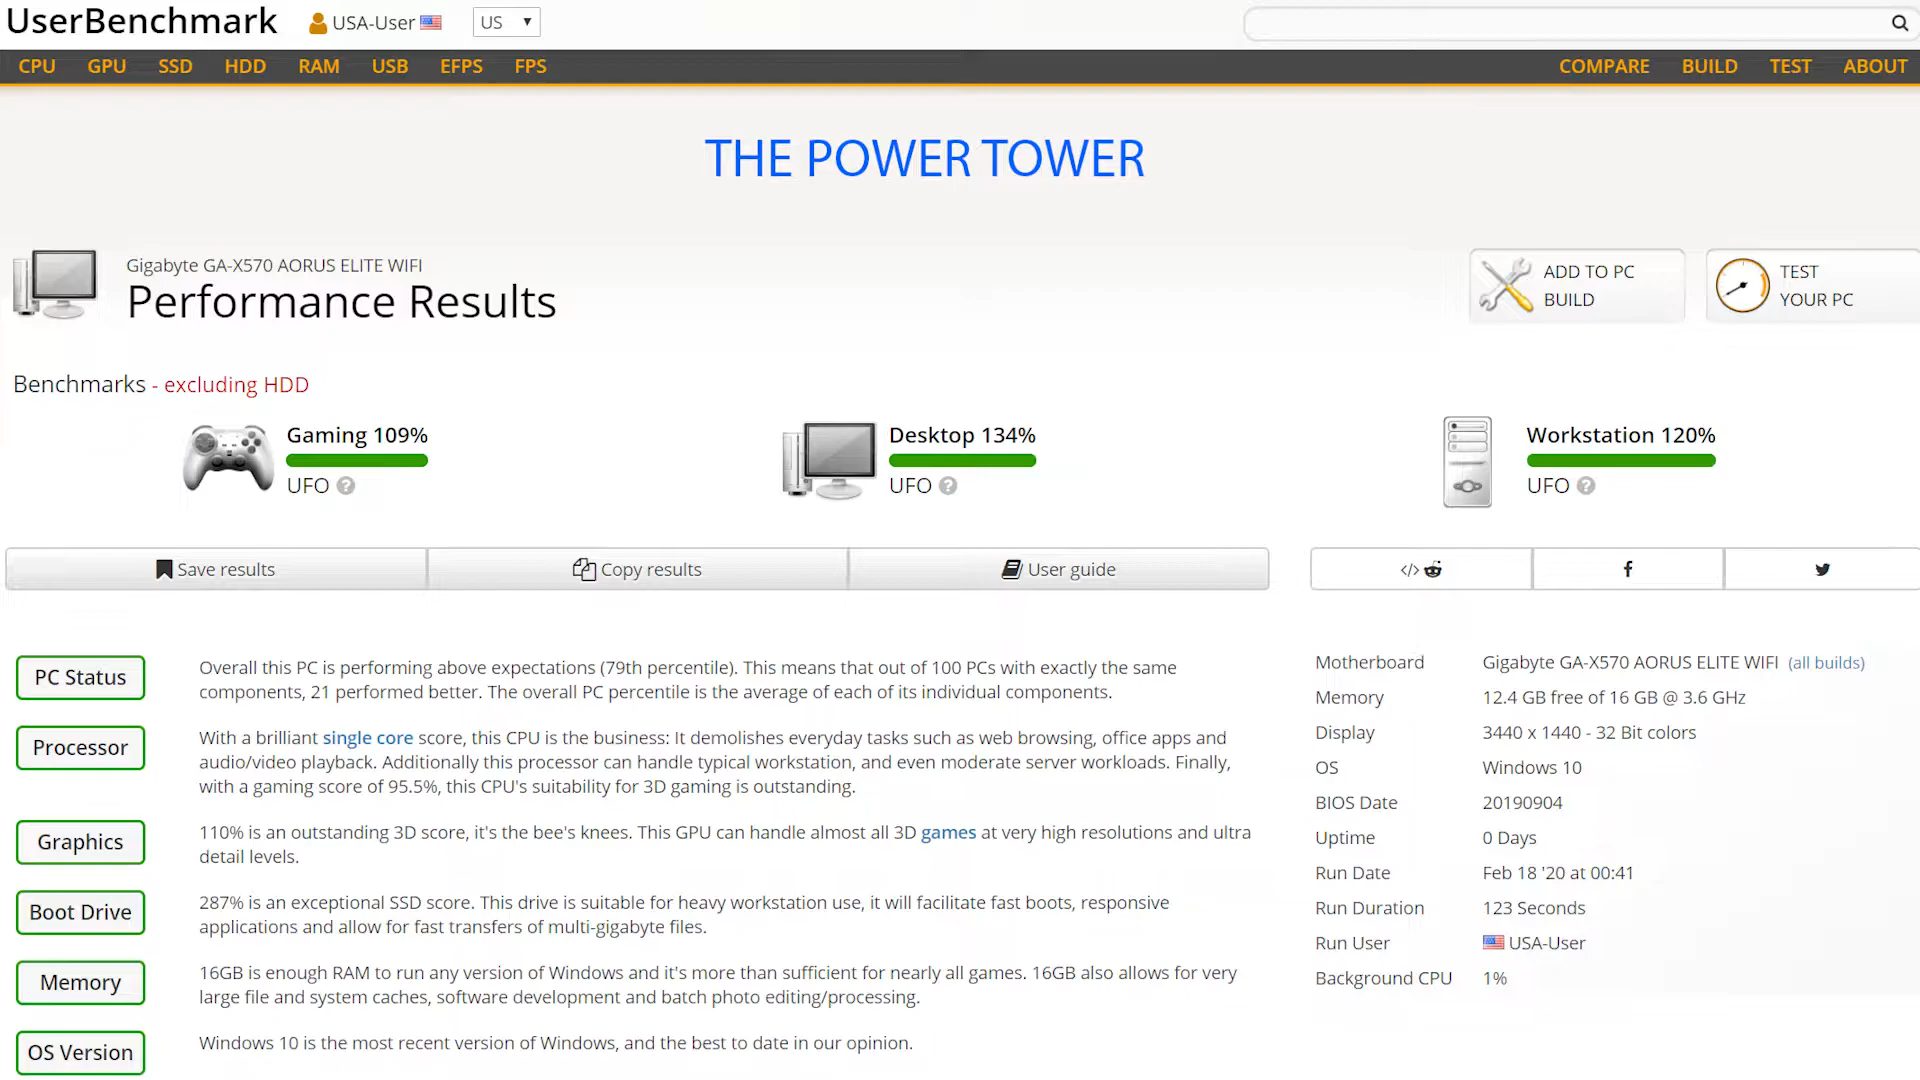 UserBenchmark USA-User US
CPU GPU SSD HDD RAM USB EFPS FPS COMPARE BUILD TEST ABOUT
THE POWER TOWER
Gigabyte GA-X570 AORUS ELITE WIFI
Performance Results
ADD TO PC
BUILD
TEST
YOUR PC
Benchmarks - excluding HDD
Gaming 109%
UFO ?
Desktop 134%
UFO ?
Workstation 120%
UFO ?
Save results Copy results User guide
PC Status
Overall this PC is performing above expectations (79th percentile). This means that out of 100 PCs with exactly the same
components, 21 performed better. The overall PC percentile is the average of each of its individual components.
Processor
With a brilliant single core score, this CPU is the business: It demolishes everyday tasks such as web browsing, office apps and
audio/video playback. Additionally this processor can handle typical workstation, and even moderate server workloads. Finally,
with a gaming score of 95.5%, this CPU's suitability for 3D gaming is outstanding.
Graphics
110% is an outstanding 3D score, it's the bee's knees. This GPU can handle almost all 3D games at very high resolutions and ultra
detail levels.
Boot Drive
287% is an exceptional SSD score. This drive is suitable for heavy workstation use, it will facilitate fast boots, responsive
applications and allow for fast transfers of multi-gigabyte files.
Memory
16GB is enough RAM to run any version of Windows and it's more than sufficient for nearly all games. 16GB also allows for very
large file and system caches, software development and batch photo editing/processing.
OS Version
Windows 10 is the most recent version of Windows, and the best to date in our opinion.
Motherboard Gigabyte GA-X570 AORUS ELITE WIFI (all builds)
Memory 12.4 GB free of 16 GB @ 3.6 GHz
Display 3440 x 1440 - 32 Bit colors
OS Windows 10
BIOS Date 20190904
Uptime 0 Days
Run Date Feb 18 '20 at 00:41
Run Duration 123 Seconds
Run User USA-User
Background CPU 1%